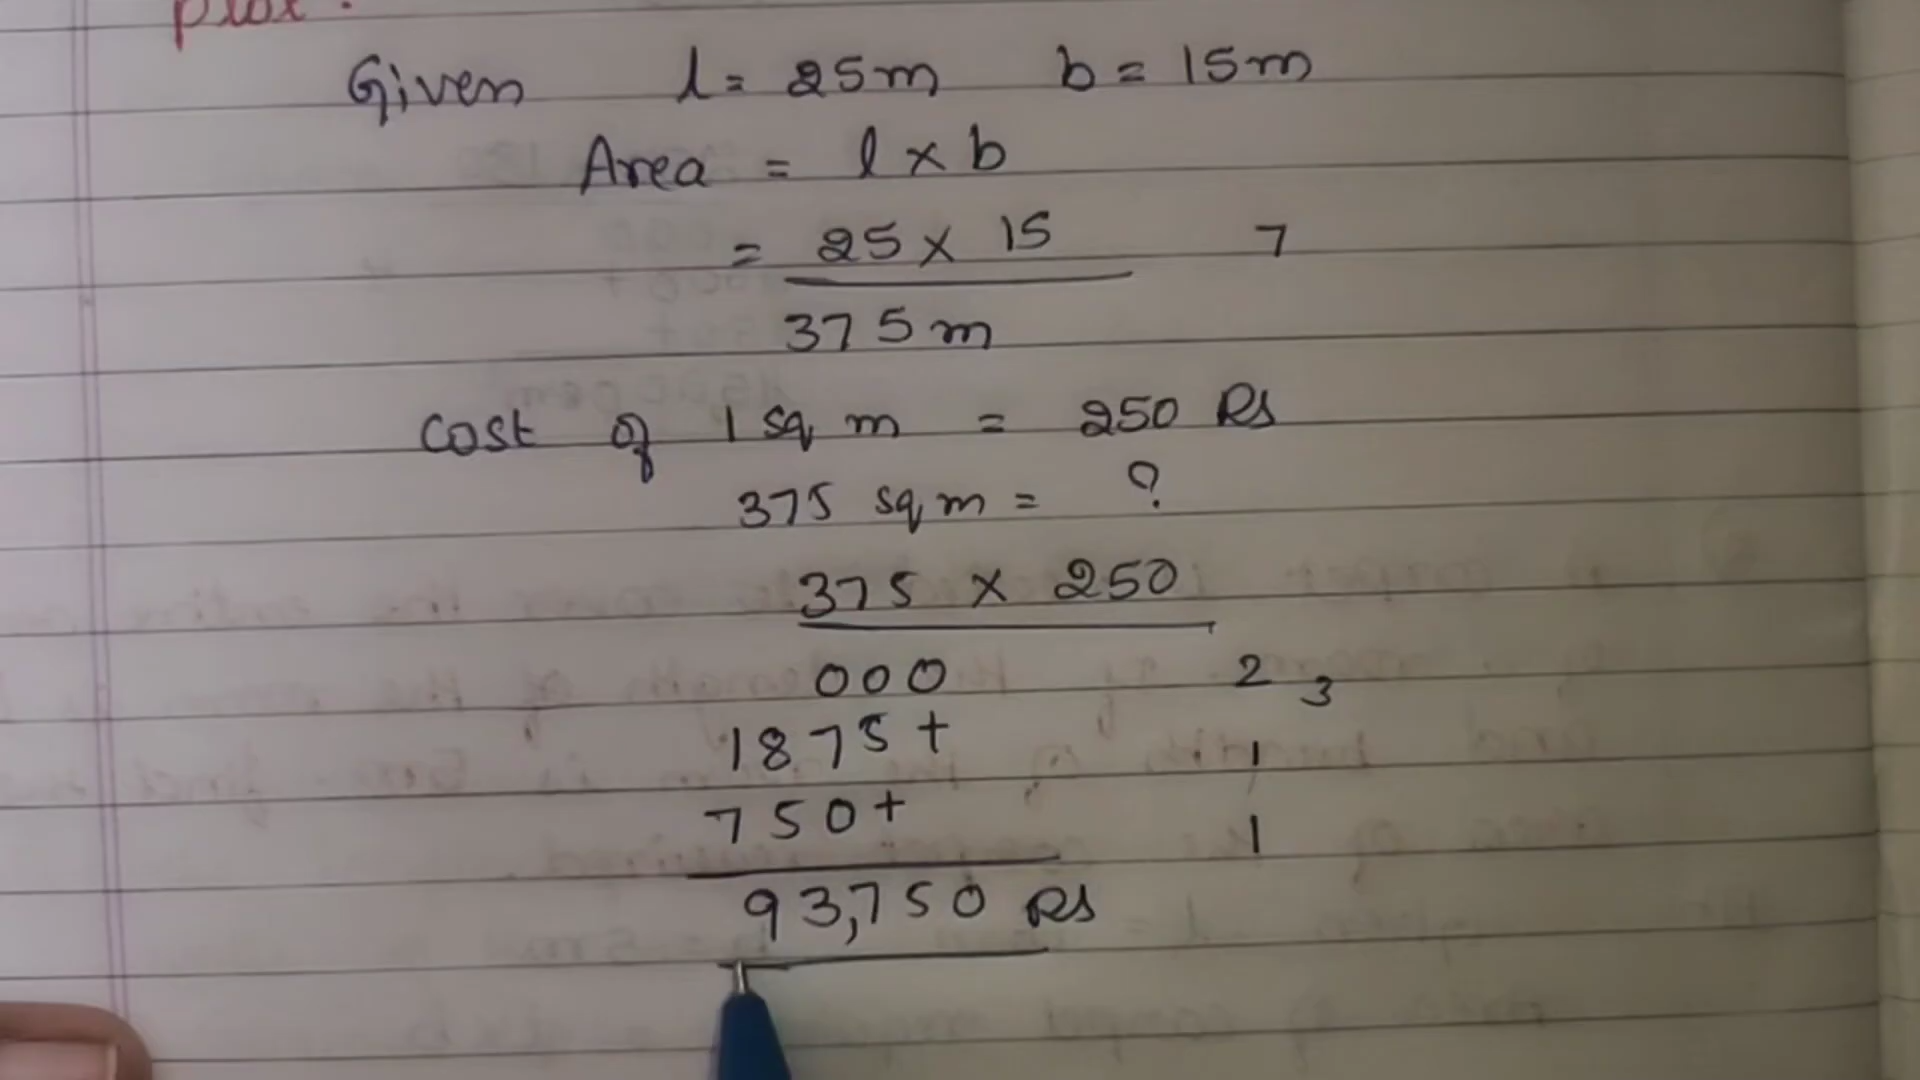 plot.
Given l = 25m b = 15m
Area = l x b
= 25 x 15 7
375 m
cost of 1 sq m = 250 Rs
375 sq m = ?
375 x 250
000 2 3
1875+ 1
750+ 1
93,750 Rs